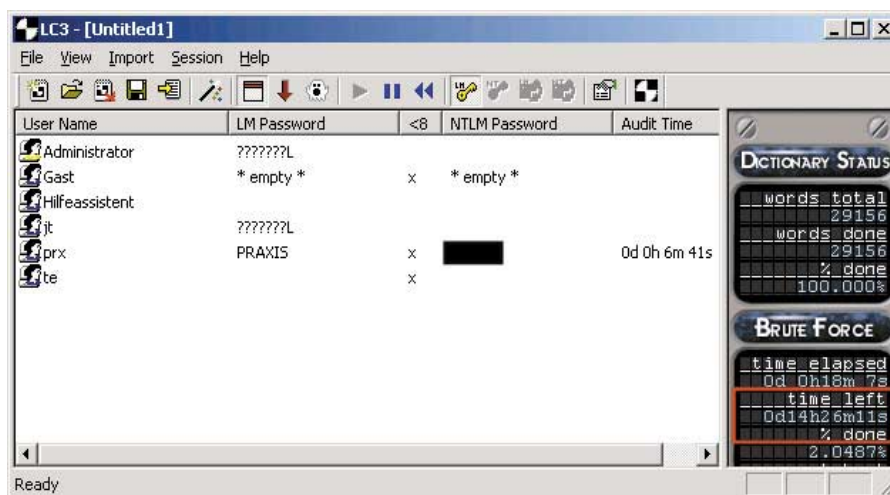 LC3 - [Untitled1]
File View Import Session Help
User Name LM Password <8 NTLM Password Audit Time
Administrator ???????L
Gast * empty * x * empty *
Hilfeassistent
jt ???????L
prx PRAXIS x 0d 0h 6m 41s
te x
DICTIONARY STATUS
words total
29156
words done
29156
% done
100.000%
BRUTE FORCE
time elapsed
0d 0h18m 7s
time left
0d14h26m11s
% done
2.0487%
Ready